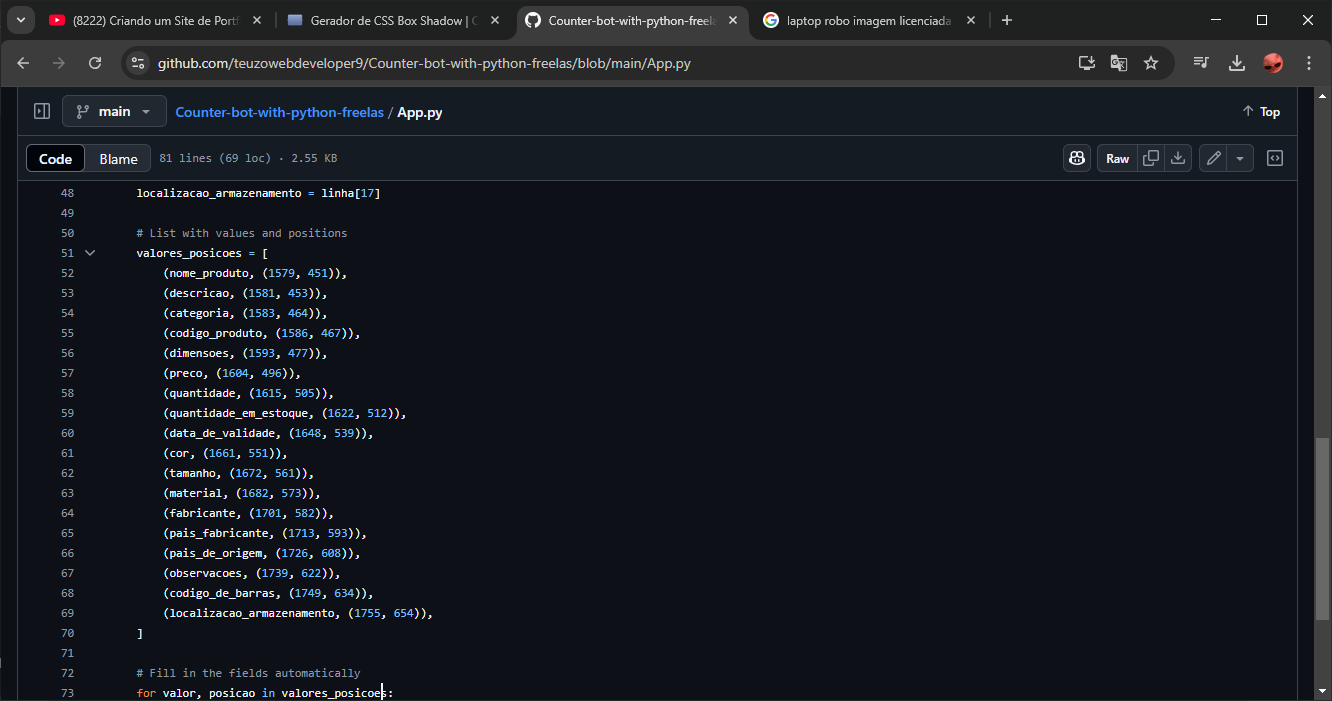 (8222) Criando um Site de Portf
Gerador de CSS Box Shadow | C
Counter-bot-with-python-freela
laptop robo imagem licenciada
github.com/teuzowebdeveloper9/Counter-bot-with-python-freelas/blob/main/App.py
main
Counter-bot-with-python-freelas / App.py
Top
Code
Blame
81 lines (69 loc) · 2.55 KB
Raw
48 localizacao_armazenamento = linha[17]
49
50 # List with values and positions
51 valores_posicoes = [
52 (nome_produto, (1579, 451)),
53 (descricao, (1581, 453)),
54 (categoria, (1583, 464)),
55 (codigo_produto, (1586, 467)),
56 (dimensoes, (1593, 477)),
57 (preco, (1604, 496)),
58 (quantidade, (1615, 505)),
59 (quantidade_em_estoque, (1622, 512)),
60 (data_de_validade, (1648, 539)),
61 (cor, (1661, 551)),
62 (tamanho, (1672, 561)),
63 (material, (1682, 573)),
64 (fabricante, (1701, 582)),
65 (pais_fabricante, (1713, 593)),
66 (pais_de_origem, (1726, 608)),
67 (observacoes, (1739, 622)),
68 (codigo_de_barras, (1749, 634)),
69 (localizacao_armazenamento, (1755, 654)),
70 ]
71
72 # Fill in the fields automatically
73 for valor, posicao in valores_posicoes: